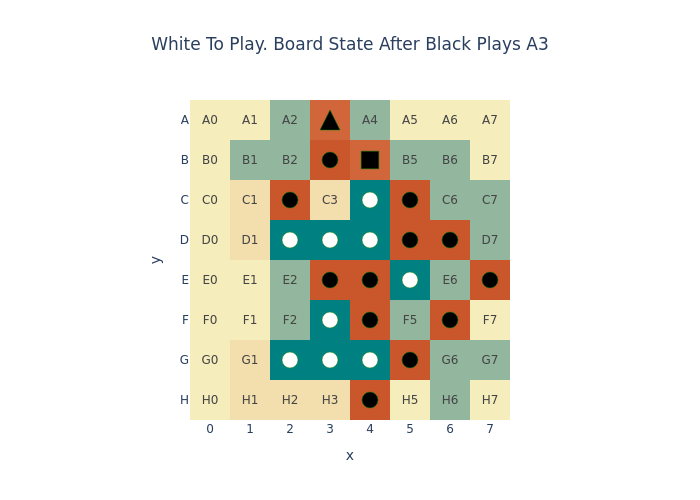 White To Play. Board State After Black Plays A3
A A0 A1 A2 A4 A5 A6 A7
B B0 B1 B2 B5 B6 B7
C C0 C1 C3 C6 C7
D D0 D1 D7
E E0 E1 E2 E6
F F0 F1 F2 F5 F7
G G0 G1 G6 G7
H H0 H1 H2 H3 H5 H6 H7
0 1 2 3 4 5 6 7
x
y